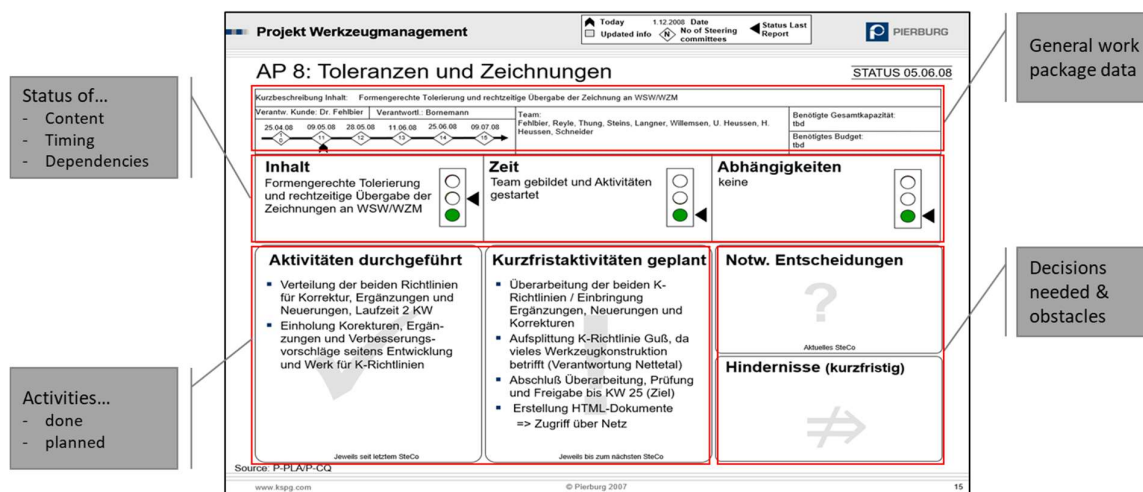 Projekt Werkzeugmanagement
Today 1.12.2008 Date
Updated info N No of Steering committees
Status Last Report
PIERBURG
General work
package data
AP 8: Toleranzen und Zeichnungen
STATUS 05.06.08
Status of…
- Content
- Timing
- Dependencies
Kurzbeschreibung Inhalt: Formengerechte Tolerierung und rechtzeitige Übergabe der Zeichnung an WSW/WZM
Verantw. Kunde: Dr. Fehlbier Verantwortl.: Bornemann
25.04.08 09.05.08 28.05.08 11.06.08 25.06.08 09.07.08
11 12 13 14 15
Team:
Fehlbier, Reyle, Thung, Steins, Langner, Willemsen, U. Heussen, H.
Heussen, Schneider
Benötigte Gesamtkapazität:
tbd
Benötigtes Budget:
tbd
Inhalt
Formengerechte Tolerierung
und rechtzeitige Übergabe der
Zeichnungen an WSW/WZM
Zeit
Team gebildet und Aktivitäten
gestartet
Abhängigkeiten
keine
Aktivitäten durchgeführt
▪ Verteilung der beiden Richtlinien
für Korrektur, Ergänzungen und
Neuerungen, Laufzeit 2 KW
▪ Einholung Korekturen, Ergän-
zungen und Verbesserungs-
vorschläge seitens Entwicklung
und Werk für K-Richtlinien
Jeweils seit letztem SteCo
Kurzfristaktivitäten geplant
▪ Überarbeitung der beiden K-
Richtlinien / Einbringung
Ergänzungen, Neuerungen und
Korrekturen
▪ Aufsplittung K-Richtlinie Guß, da
vieles Werkzeugkonstruktion
betrifft (Verantwortung Nettetal)
▪ Abschluß Überarbeitung, Prüfung
und Freigabe bis KW 25 (Ziel)
▪ Erstellung HTML-Dokumente
=> Zugriff über Netz
Jeweils bis zum nächsten SteCo
Notw. Entscheidungen
?
Aktuelles SteCo
Hindernisse (kurzfristig)
Decisions
needed &
obstacles
Activities…
- done
- planned
Source: P-PLA/P-CQ
www.kspg.com © Pierburg 2007 15